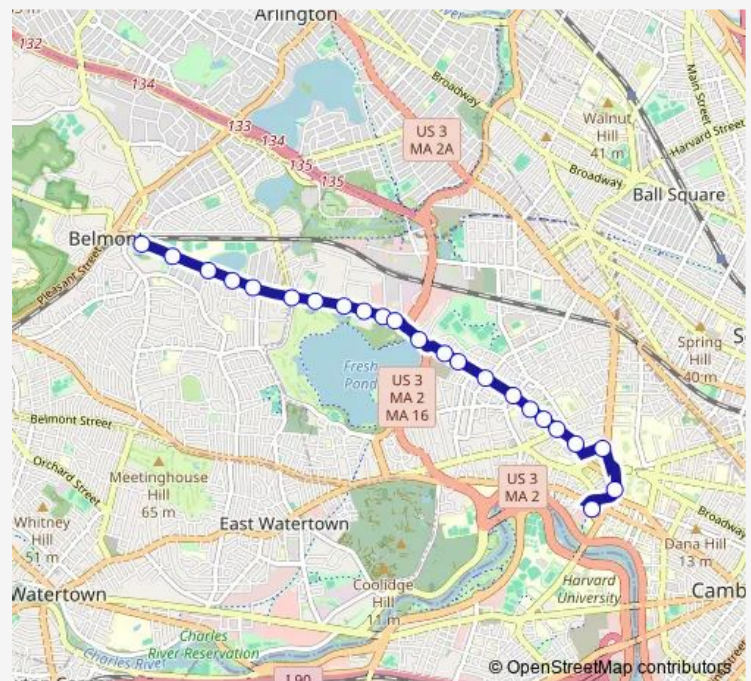 Arlington
132
134
133
134
135
135
Broadway
US 3
MA 2A
Walnut
Hill
41 m
Main Street
Harvard Street
Broadway
Ball Square
Belmont
Pleasant Street
Spring
Hill
40 m
Fresh
Pond
US 3
MA 2
MA 16
Belmont Street
Orchard Street
Meetinghouse
Hill
65 m
US 3
MA 2
Whitney
Hill
51 m
East Watertown
Broadway
Dana Hill
13 m
Coolidge
Hill
11 m
Harvard
University
Camb
Watertown
Charles
River Reservation
Charles River
I 90
© OpenStreetMap contributors